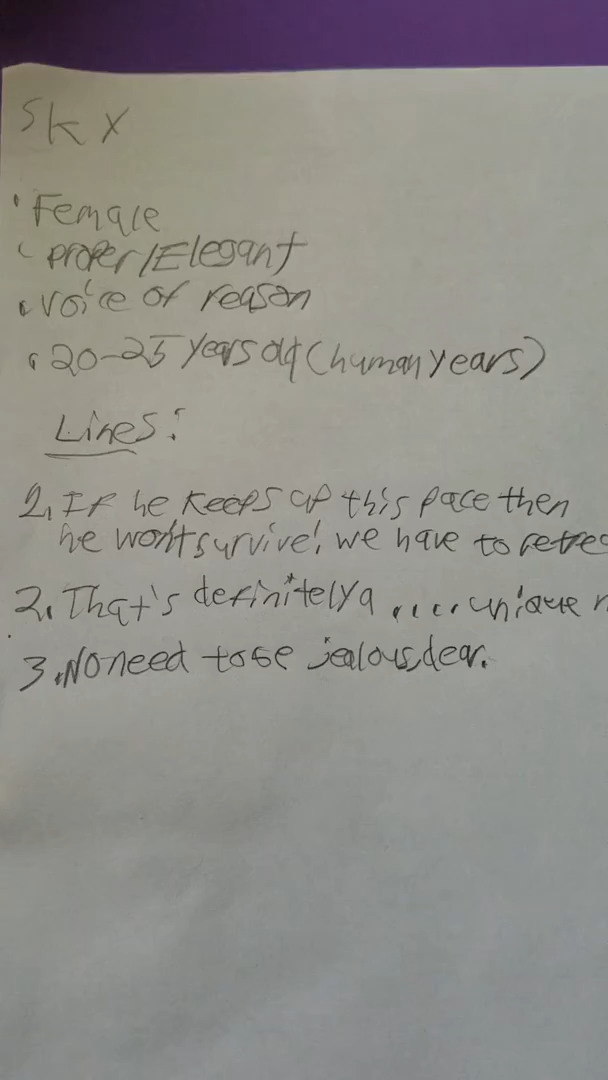 Skx
Female
Proper/Elegant
voice of reason
20-25 years old (human years)
Lines:
1. If he keeps up this pace then
he won't survive! we have to retrea
2. That's definitely a ..... unique
3. No need to be jealous, dear.